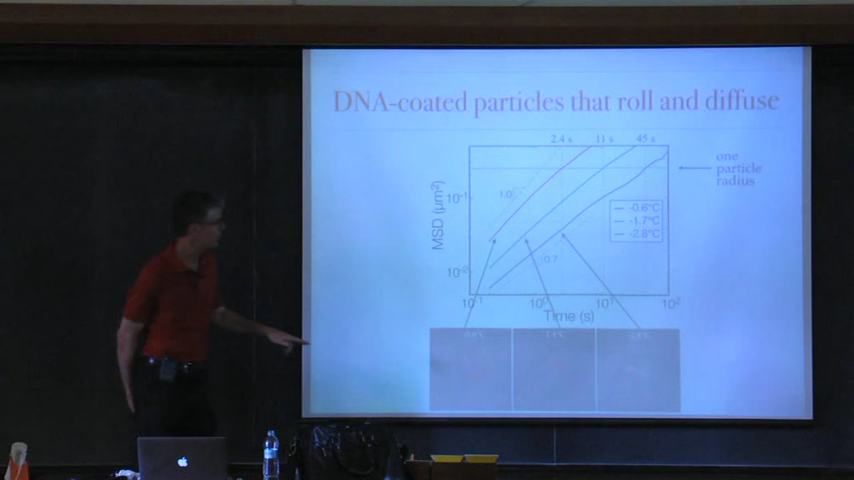 DNA-coated particles that roll and diffuse
2.4 s 11 s 45 s
one
particle
radius
1.0
10⁻¹
MSD (μm²)
-0.6°C
-1.7°C
-2.8°C
0.7
10⁻²
10⁻¹ 10⁰ 10¹ 10²
Time (s)